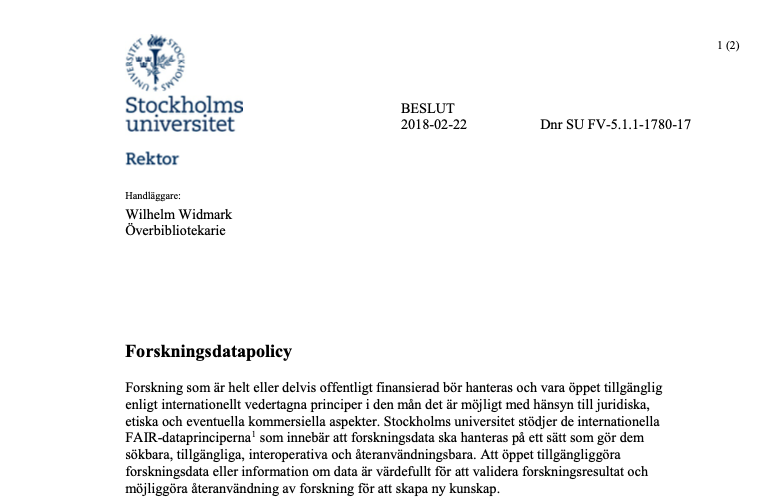 1 (2)
STOCKHOLMS UNIVERSITET
Stockholms
universitet
Rektor
BESLUT
2018-02-22 Dnr SU FV-5.1.1-1780-17
Handläggare:
Wilhelm Widmark
Överbibliotekarie
Forskningsdatapolicy
Forskning som är helt eller delvis offentligt finansierad bör hanteras och vara öppet tillgänglig
enligt internationellt vedertagna principer i den mån det är möjligt med hänsyn till juridiska,
etiska och eventuella kommersiella aspekter. Stockholms universitet stödjer de internationella
FAIR-dataprinciperna¹ som innebär att forskningsdata ska hanteras på ett sätt som gör dem
sökbara, tillgängliga, interoperativa och återanvändningsbara. Att öppet tillgängliggöra
forskningsdata eller information om data är värdefullt för att validera forskningsresultat och
möjliggöra återanvändning av forskning för att skapa ny kunskap.